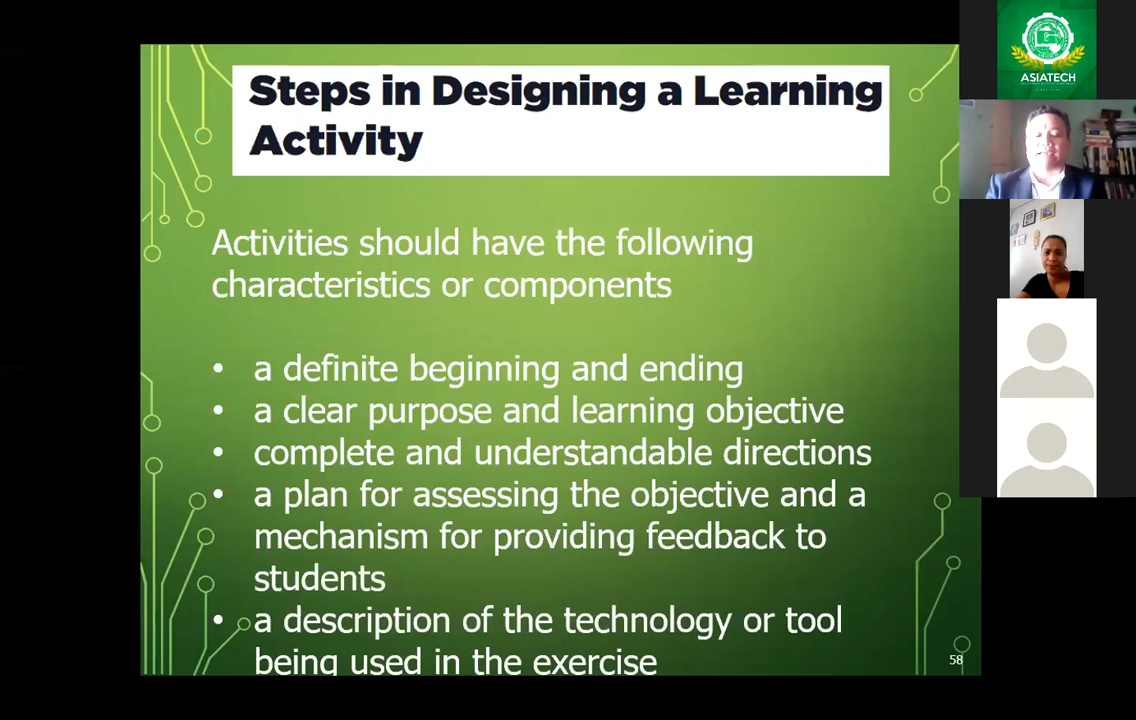 Steps in Designing a Learning
Activity
Activities should have the following
characteristics or components
• a definite beginning and ending
• a clear purpose and learning objective
• complete and understandable directions
• a plan for assessing the objective and a
mechanism for providing feedback to
students
• a description of the technology or tool
being used in the exercise
58
ASIATECH